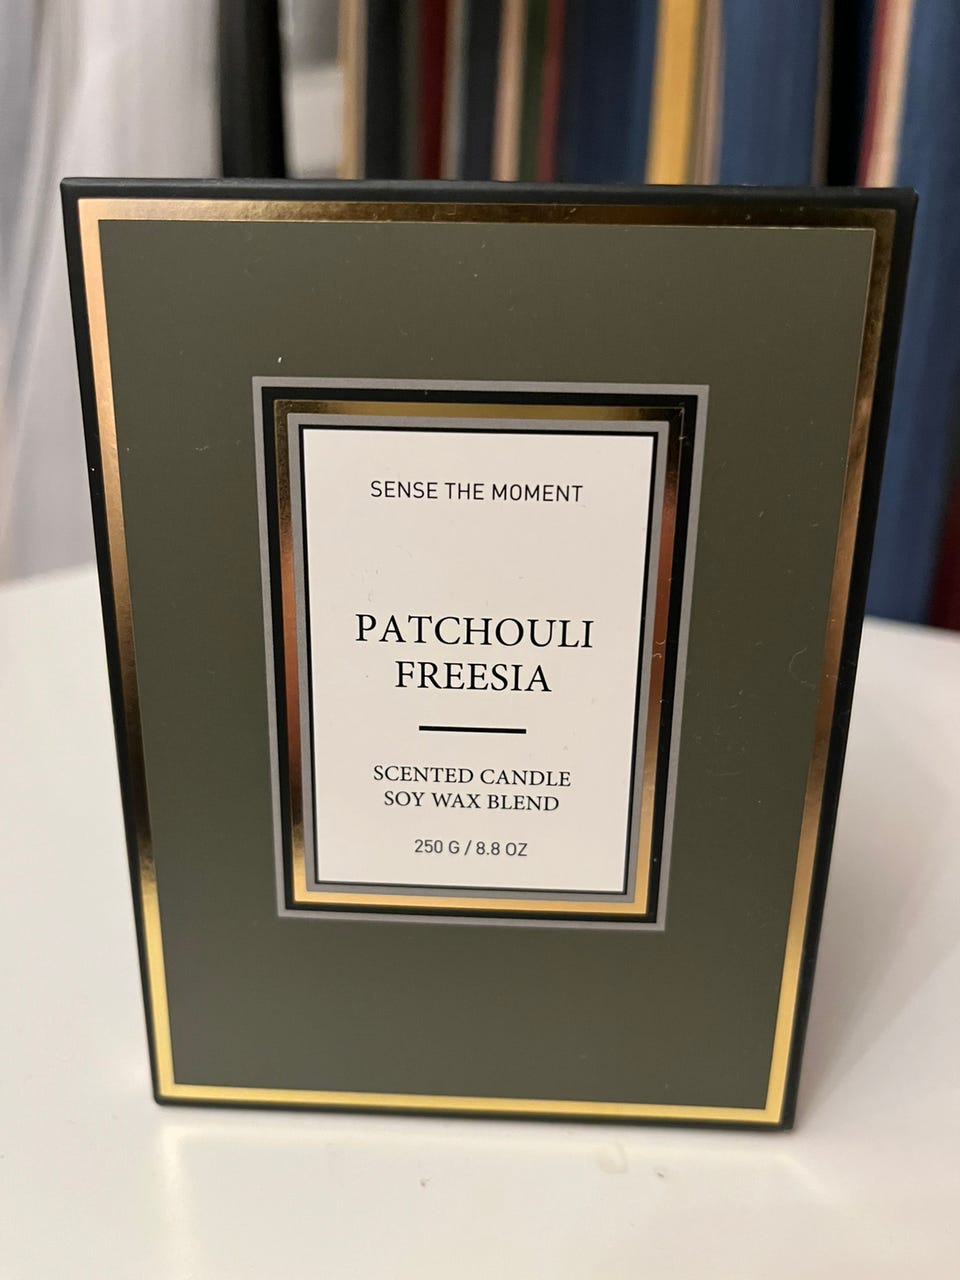 SENSE THE MOMENT
PATCHOULI
FREESIA
SCENTED CANDLE
SOY WAX BLEND
250 G / 8.8 OZ